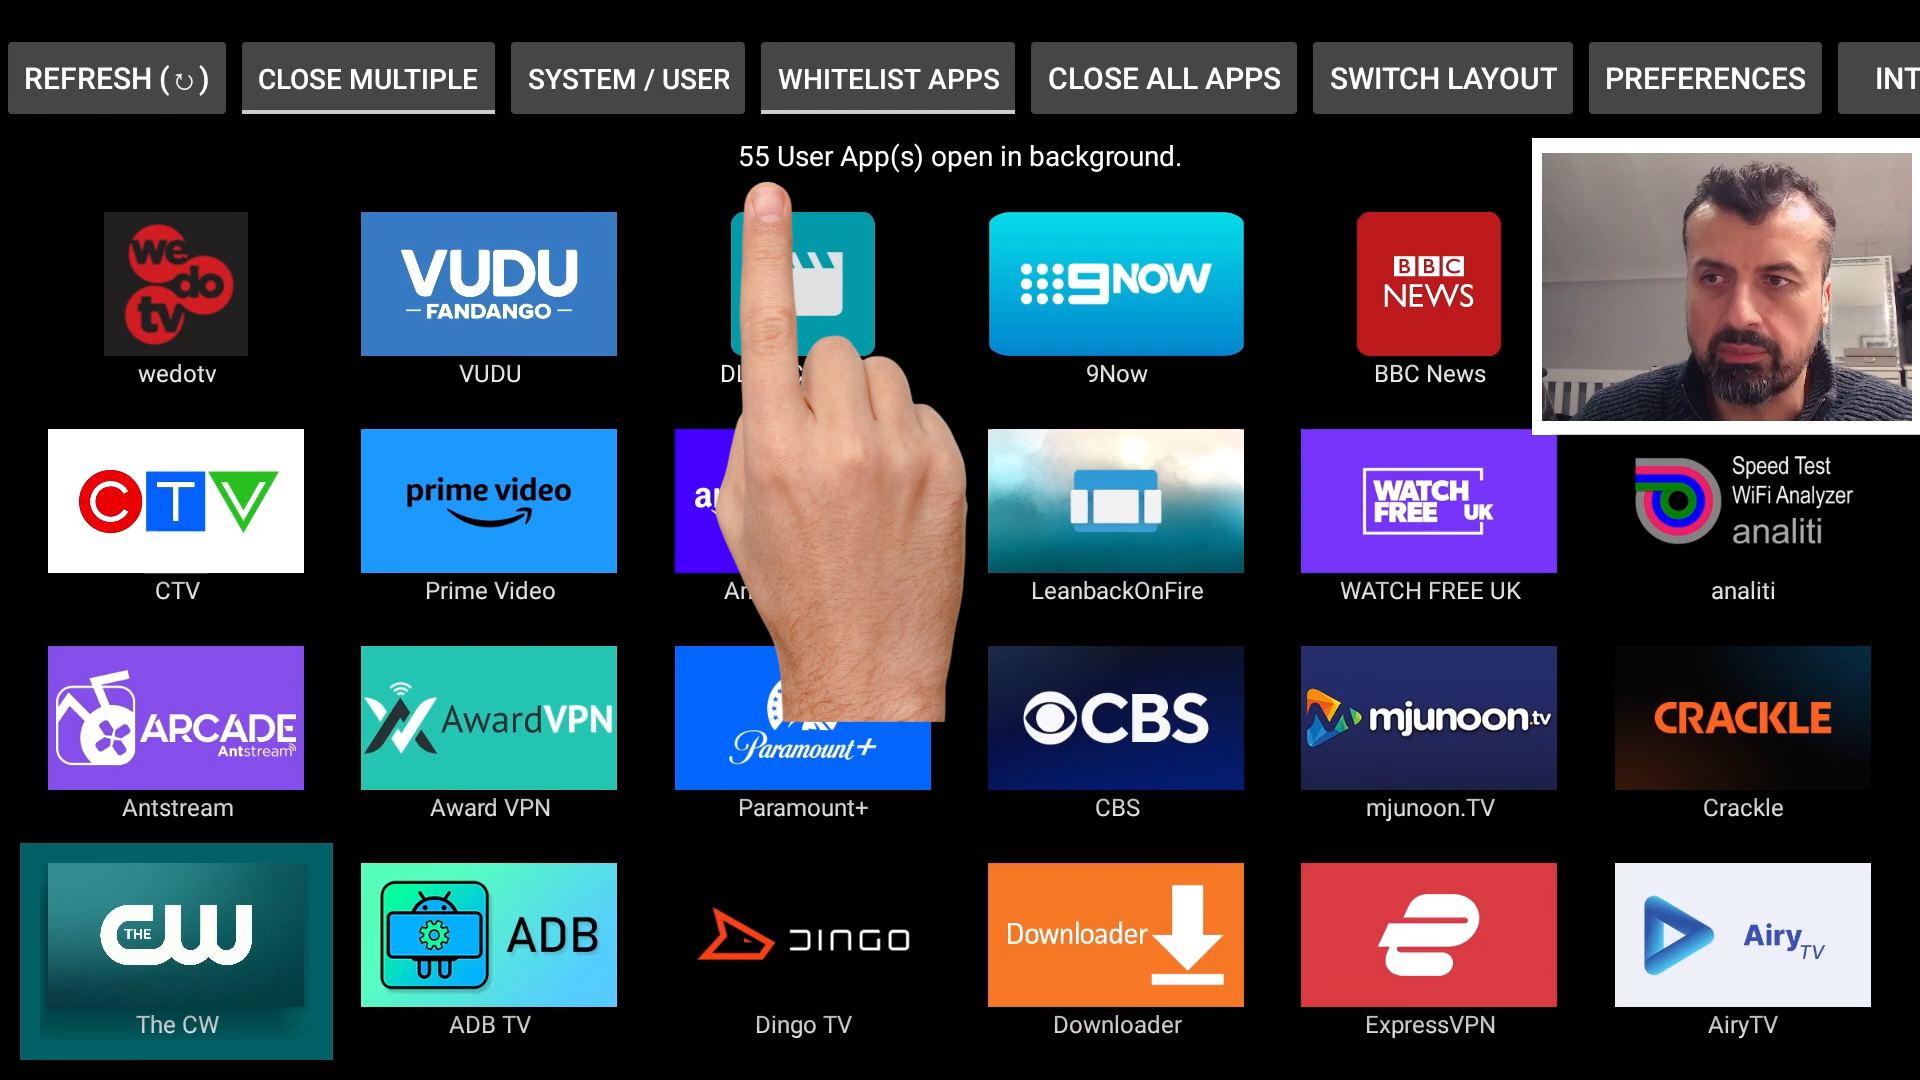 REFRESH (↻)
CLOSE MULTIPLE
SYSTEM / USER
WHITELIST APPS
CLOSE ALL APPS
SWITCH LAYOUT
PREFERENCES
55 User App(s) open in background.
we
do
tv
wedotv
VUDU
FANDANGO
VUDU
9NOW
9Now
BBC
NEWS
BBC News
CTV
CTV
prime video
Prime Video
LeanbackOnFire
WATCH
FREE UK
WATCH FREE UK
Speed Test
WiFi Analyzer
analiti
analiti
ARCADE
Antstream
Antstream
AwardVPN
Award VPN
Paramount+
Paramount+
CBS
CBS
mjunoon.tv
mjunoon.TV
CRACKLE
Crackle
THE CW
The CW
ADB
ADB TV
DINGO
Dingo TV
Downloader
Downloader
ExpressVPN
Airy TV
AiryTV